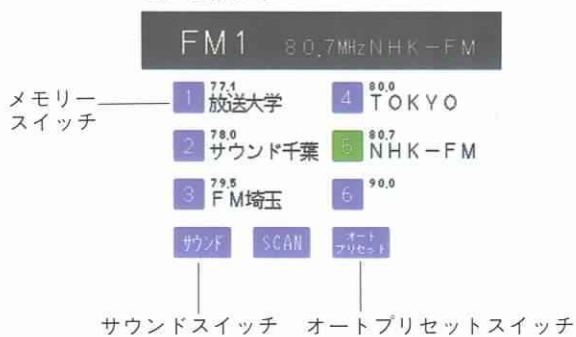 FM1 80.7MHz NHK-FM
メモリースイッチ
1 77.1 放送大学
4 80.0 TOKYO
2 78.0 サウンド千葉
5 80.7 NHK-FM
3 79.5 FM埼玉
6 90.0
サウンド SCAN オートプリセット
サウンドスイッチ オートプリセットスイッチ